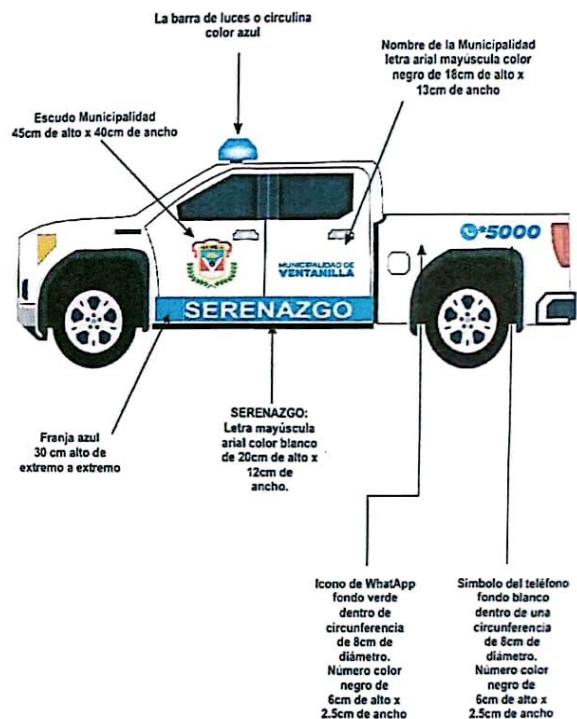 La barra de luces o circulina
color azul
Nombre de la Municipalidad
letra arial mayúscula color
negro de 18cm de alto x
13cm de ancho
Escudo Municipalidad
45cm de alto x 40cm de ancho
*5000
MUNICIPALIDAD DE
VENTANILLA
SERENAZGO
Franja azul
30 cm alto de
extremo a extremo
SERENAZGO:
Letra mayúscula
arial color blanco
de 20cm de alto x
12cm de
ancho.
Icono de WhatApp
fondo verde
dentro de
circunferencia
de 8cm de
diámetro.
Número color
negro de
6cm de alto x
2.5cm de ancho
Simbolo del teléfono
fondo blanco
dentro de una
circunferencia
de 8cm de
diámetro.
Número color
negro de
6cm de alto x
2.5cm de ancho